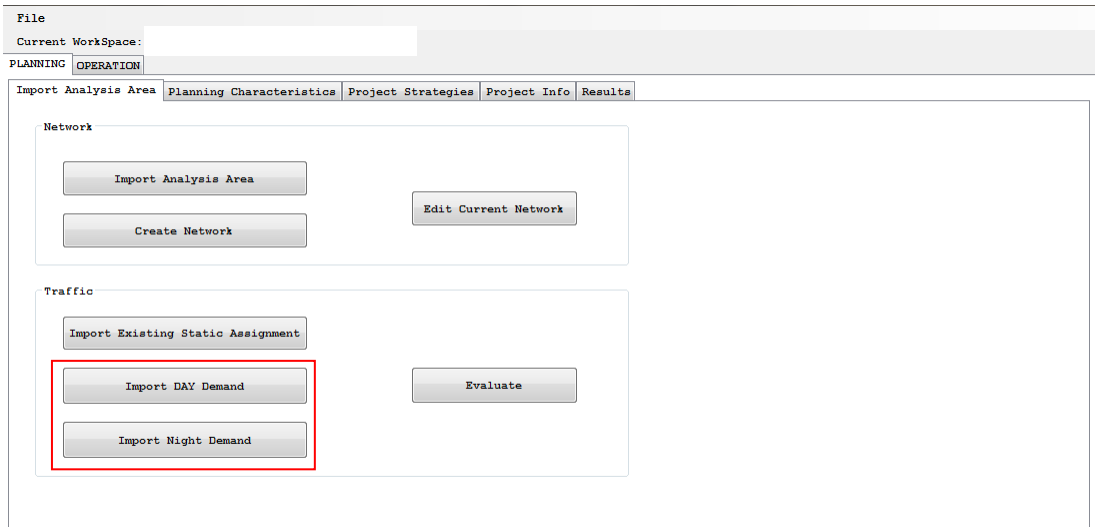 File
Current WorkSpace:
PLANNING OPERATION
Import Analysis Area Planning Characteristics Project Strategies Project Info Results
Network
Import Analysis Area
Edit Current Network
Create Network
Traffic
Import Existing Static Assignment
Import DAY Demand
Evaluate
Import Night Demand